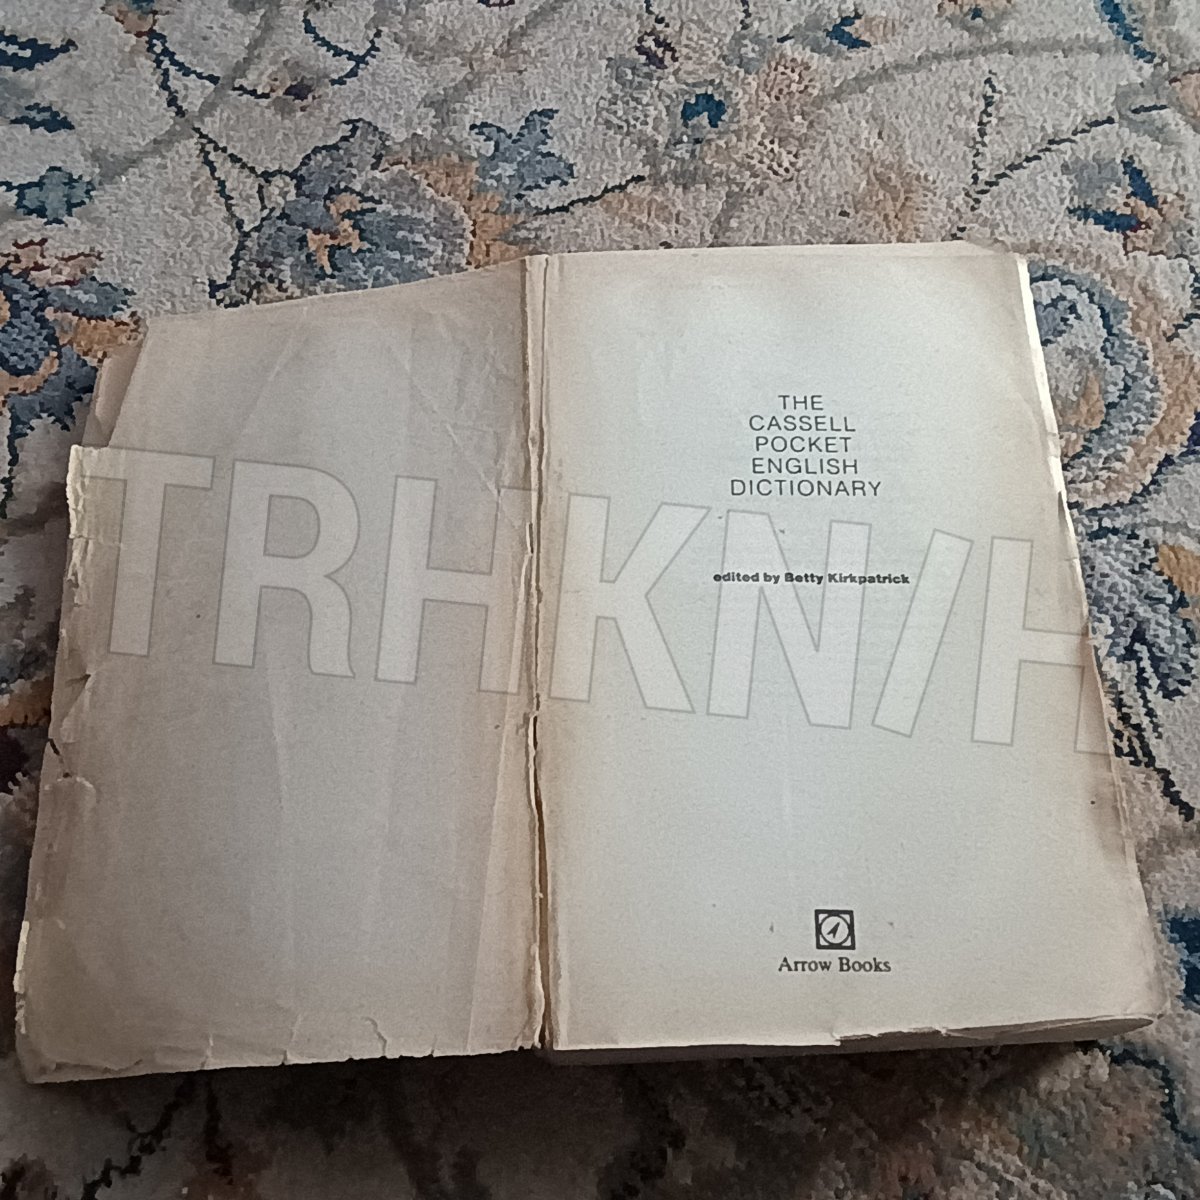 THE
CASSELL
POCKET
ENGLISH
DICTIONARY
TRHKN/H
edited by Betty Kirkpatrick
Arrow Books